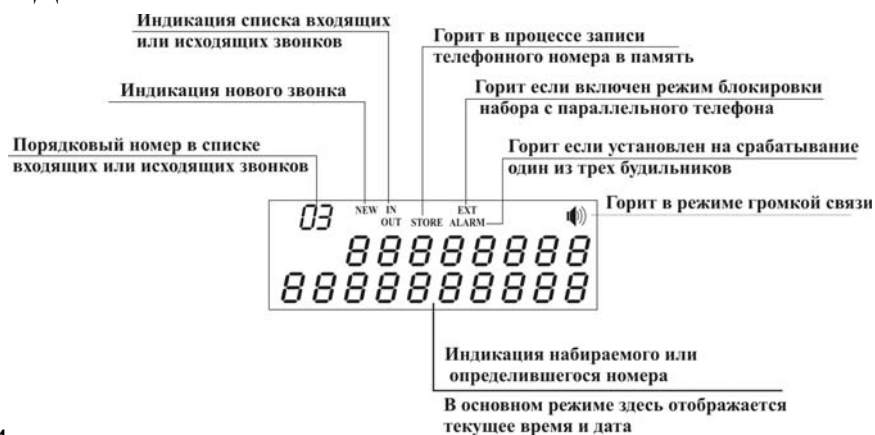 Индикация списка входящих
или исходящих звонков
Горит в процессе записи
телефонного номера в память
Индикация нового звонка
Горит если включен режим блокировки
набора с параллельного телефона
Порядковый номер в списке
входящих или исходящих звонков
Горит если установлен на срабатывание
один из трех будильников
Горит в режиме громкой связи
03 NEW IN EXT
OUT STORE ALARM
88888888
8888888888
Индикация набираемого или
определившегося номера
В основном режиме здесь отображается
текущее время и дата